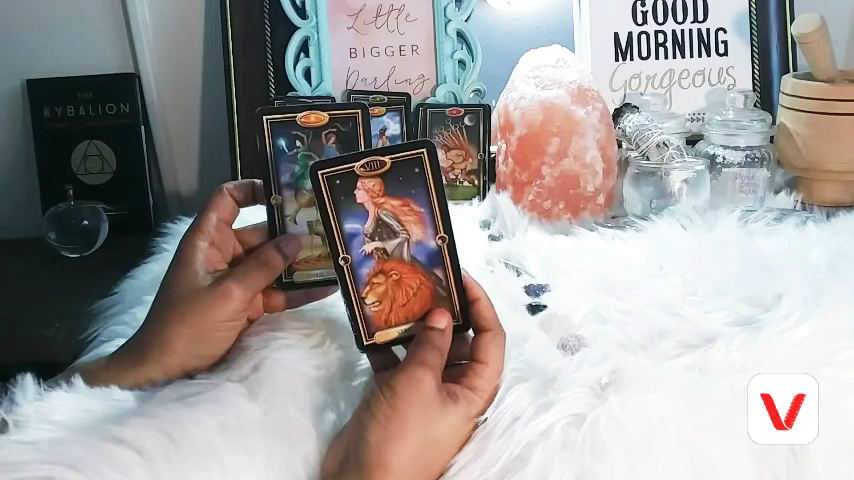 Little
BIGGER
Darling
GOOD
MORNING
Gorgeous
THE
KYBALION
VIII